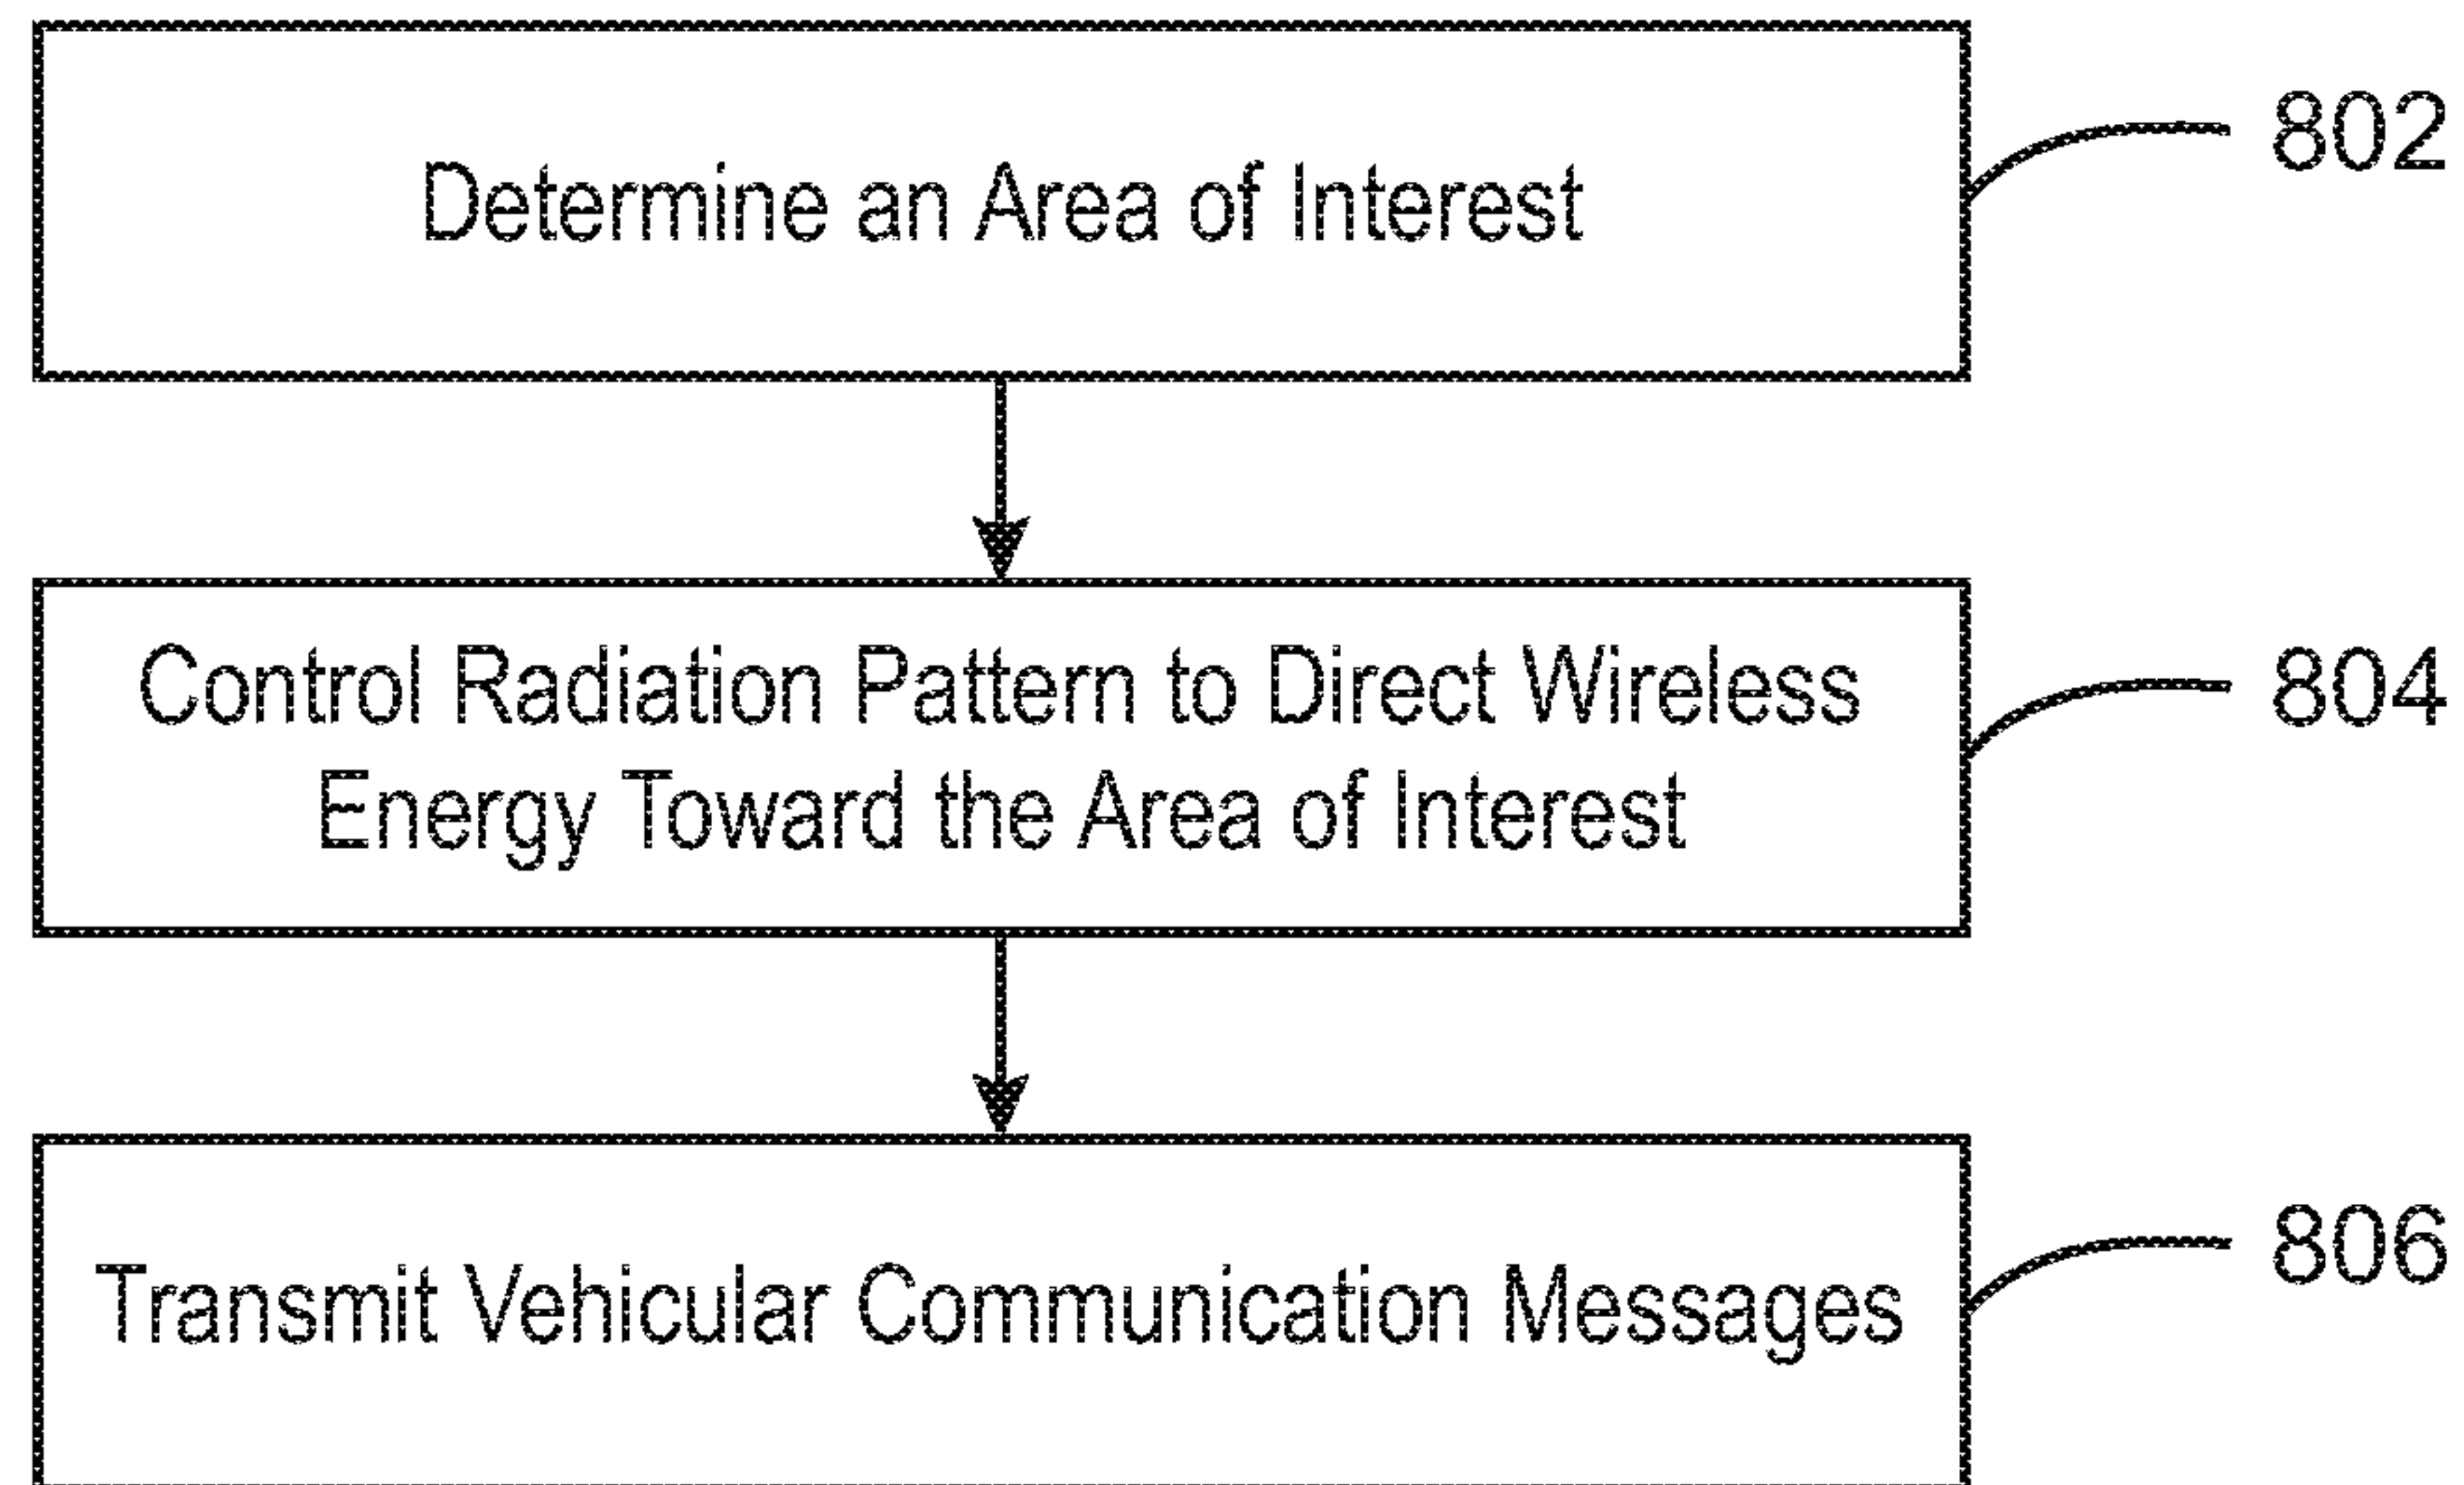 Determine an Area of Interest
802
Control Radiation Pattern to Direct Wireless
Energy Toward the Area of Interest
804
Transmit Vehicular Communication Messages
806